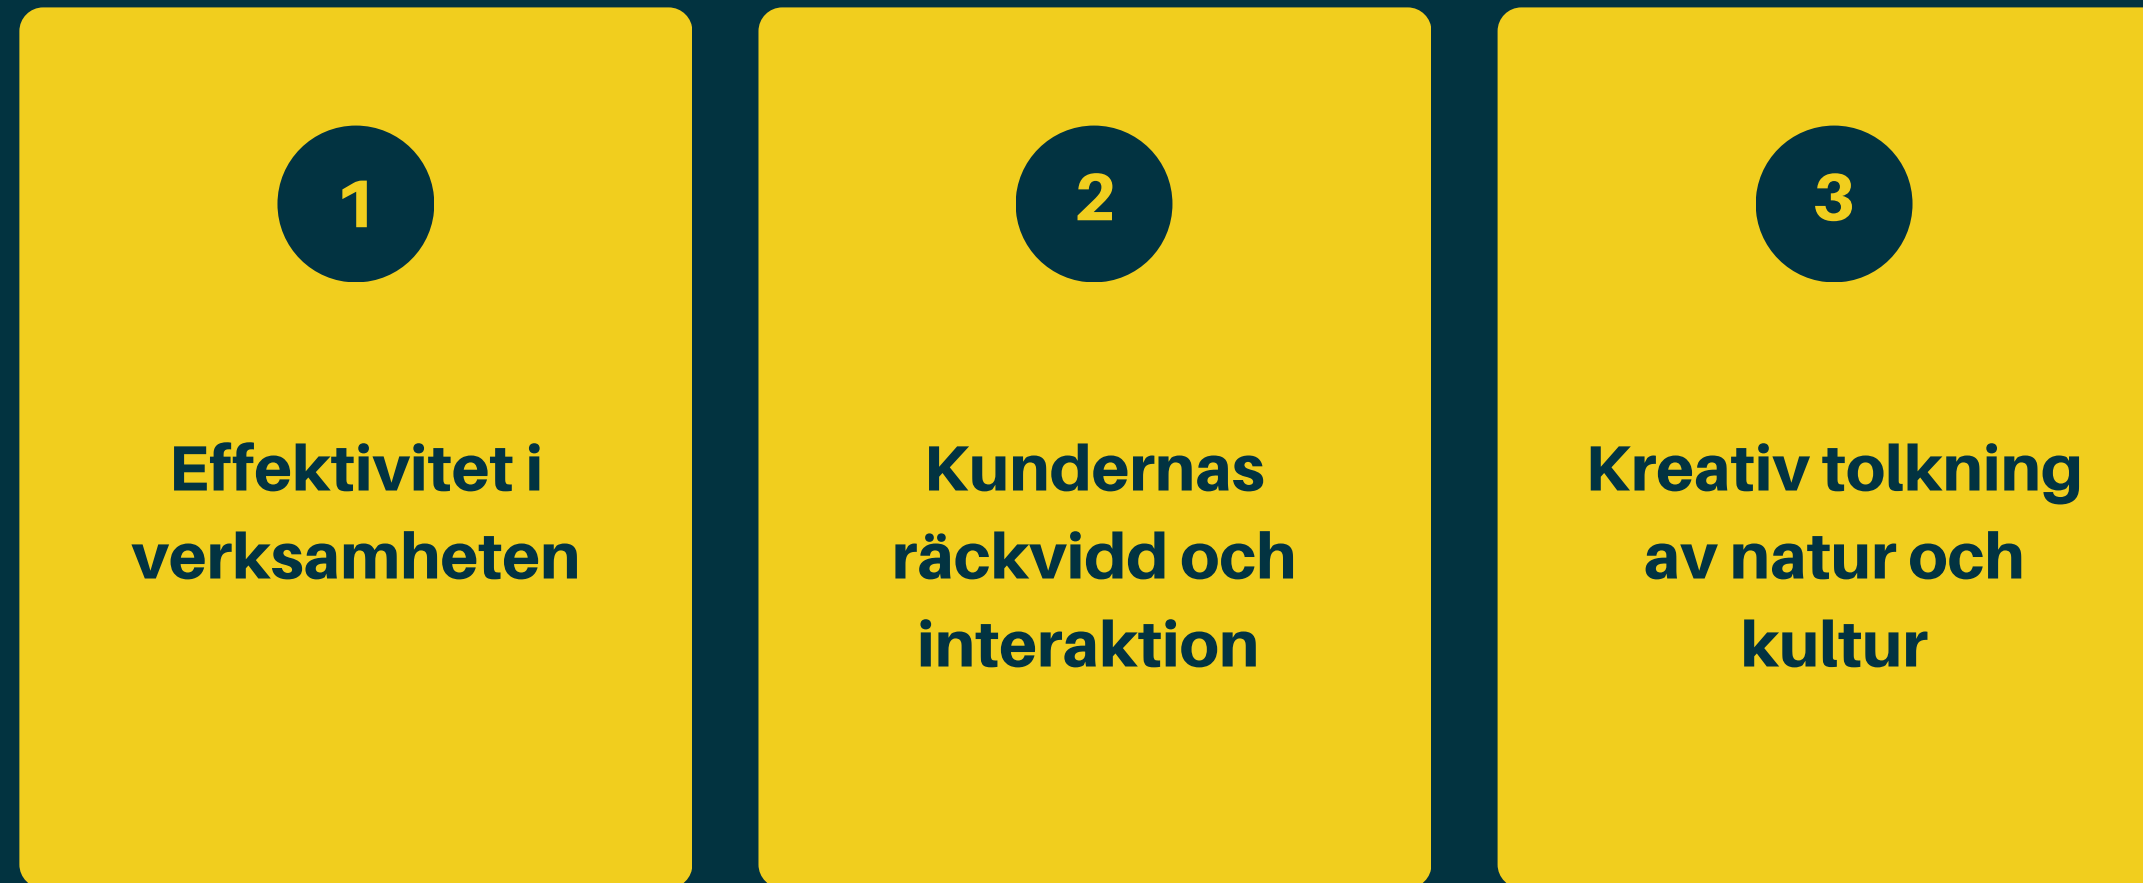 1
Effektivitet i
verksamheten
2
Kundernas
räckvidd och
interaktion
3
Kreativ tolkning
av natur och
kultur